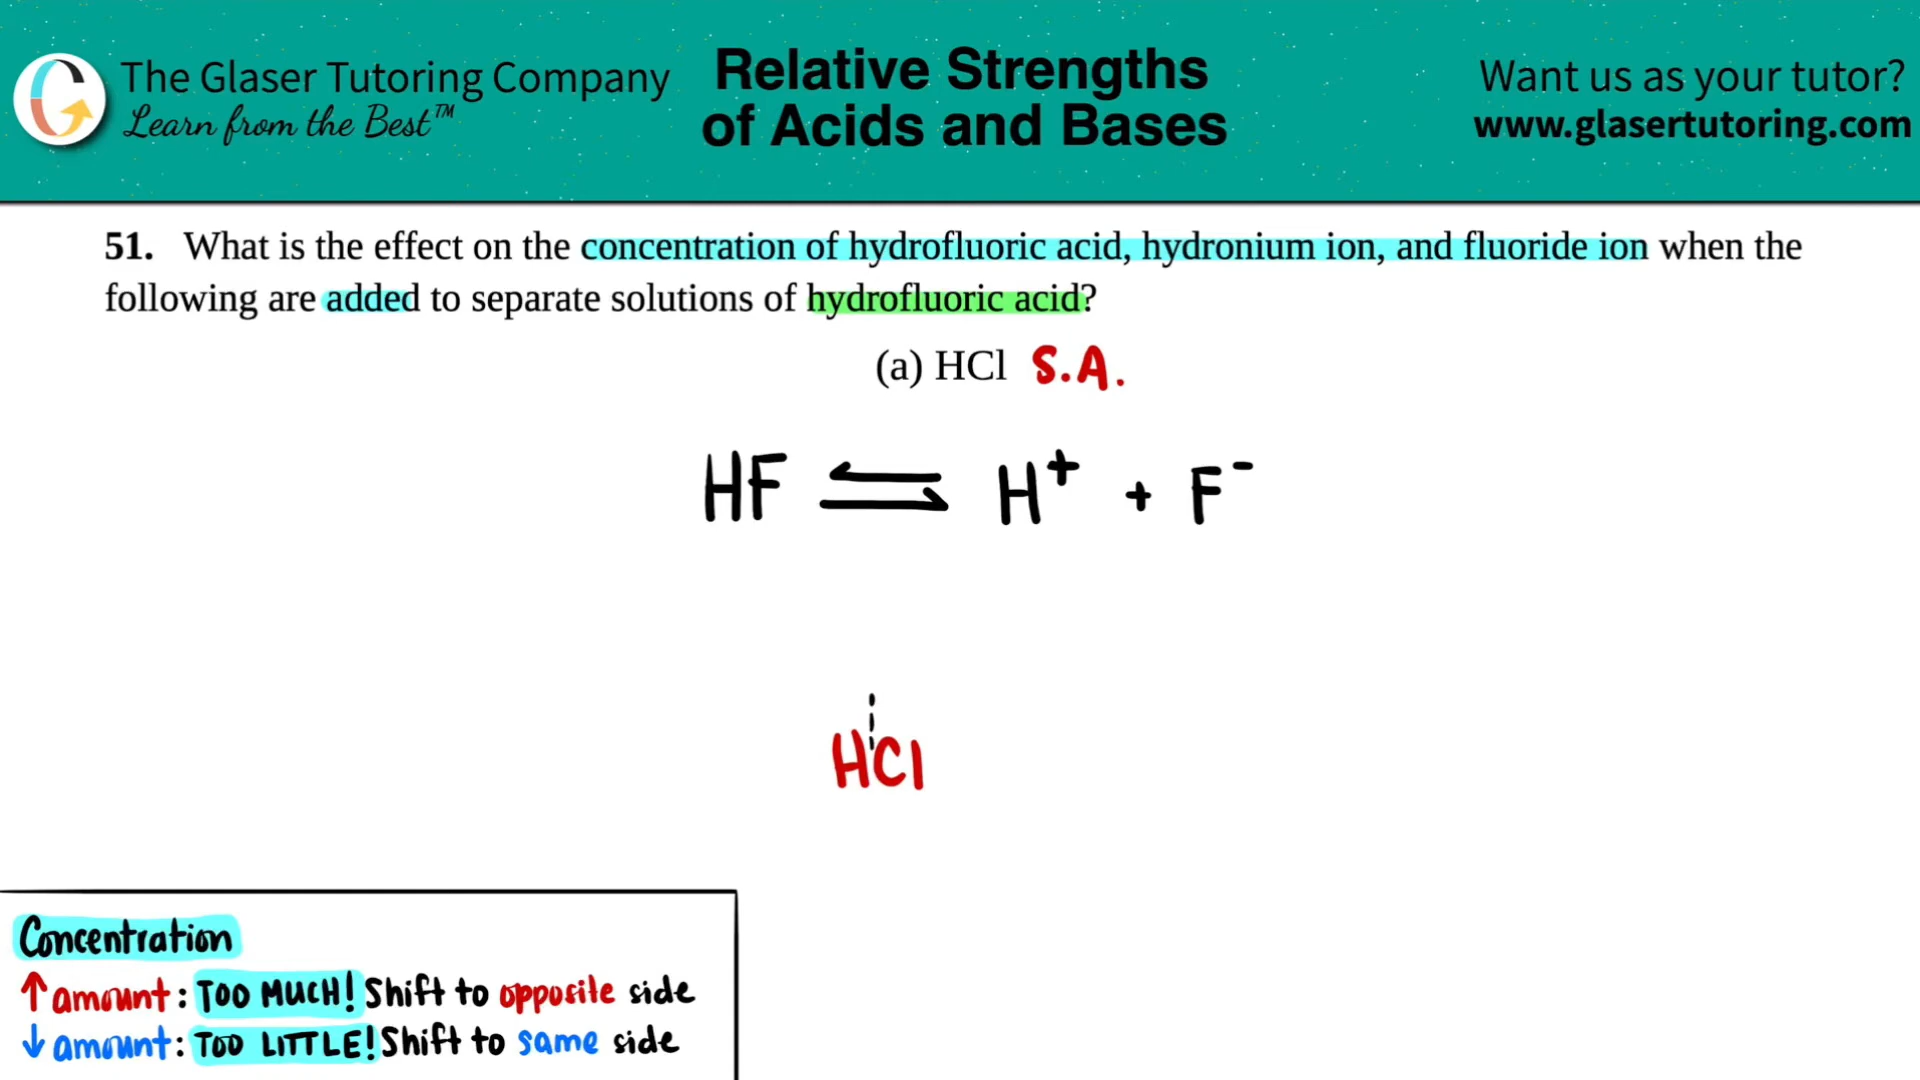 The Glaser Tutoring Company
Learn from the Best™
Relative Strengths
of Acids and Bases
Want us as your tutor?
www.glasertutoring.com
51. What is the effect on the concentration of hydrofluoric acid, hydronium ion, and fluoride ion when the
following are added to separate solutions of hydrofluoric acid?
(a) HCl S.A.
HF ⇌ H⁺ + F⁻
HCl
Concentration
↑ amount: TOO MUCH! Shift to opposite side
↓ amount: TOO LITTLE! Shift to same side